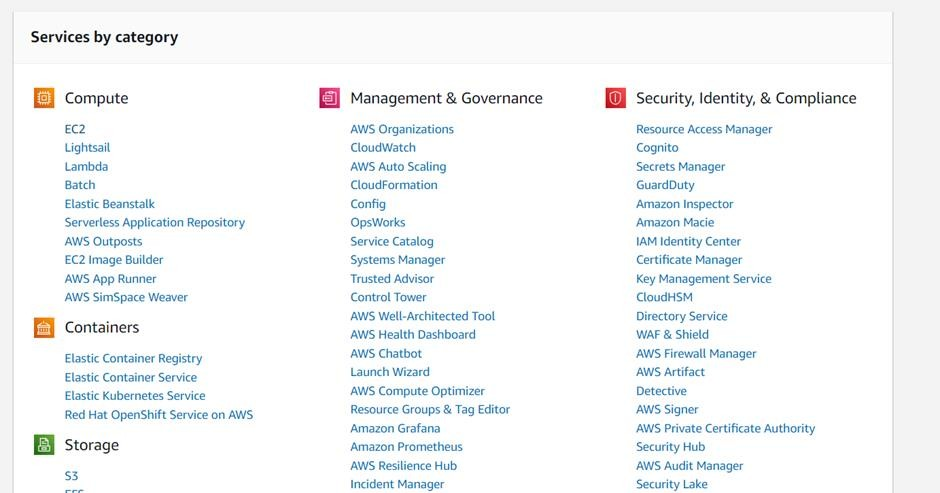 Services by category
Compute
EC2
Lightsail
Lambda
Batch
Elastic Beanstalk
Serverless Application Repository
AWS Outposts
EC2 Image Builder
AWS App Runner
AWS SimSpace Weaver
Containers
Elastic Container Registry
Elastic Container Service
Elastic Kubernetes Service
Red Hat OpenShift Service on AWS
Storage
S3
Management & Governance
AWS Organizations
CloudWatch
AWS Auto Scaling
CloudFormation
Config
OpsWorks
Service Catalog
Systems Manager
Trusted Advisor
Control Tower
AWS Well-Architected Tool
AWS Health Dashboard
AWS Chatbot
Launch Wizard
AWS Compute Optimizer
Resource Groups & Tag Editor
Amazon Grafana
Amazon Prometheus
AWS Resilience Hub
Incident Manager
Security, Identity, & Compliance
Resource Access Manager
Cognito
Secrets Manager
GuardDuty
Amazon Inspector
Amazon Macie
IAM Identity Center
Certificate Manager
Key Management Service
CloudHSM
Directory Service
WAF & Shield
AWS Firewall Manager
AWS Artifact
Detective
AWS Signer
AWS Private Certificate Authority
Security Hub
AWS Audit Manager
Security Lake